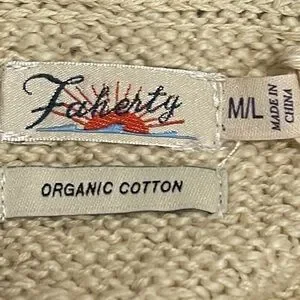 Faherty
M/L
MADE IN
CHINA
ORGANIC COTTON